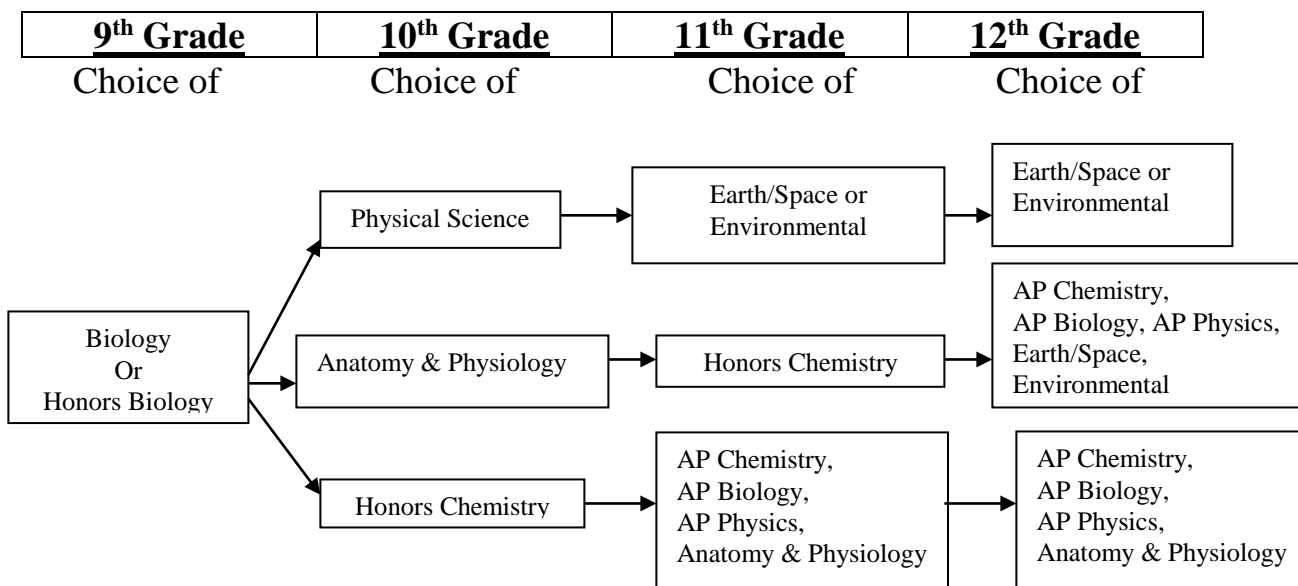 9th Grade 10th Grade 11th Grade 12th Grade
Choice of Choice of Choice of Choice of
Biology
Or
Honors Biology
Physical Science
Earth/Space or
Environmental
Earth/Space or
Environmental
Anatomy & Physiology
Honors Chemistry
AP Chemistry,
AP Biology, AP Physics,
Earth/Space,
Environmental
Honors Chemistry
AP Chemistry,
AP Biology,
AP Physics,
Anatomy & Physiology
AP Chemistry,
AP Biology,
AP Physics,
Anatomy & Physiology